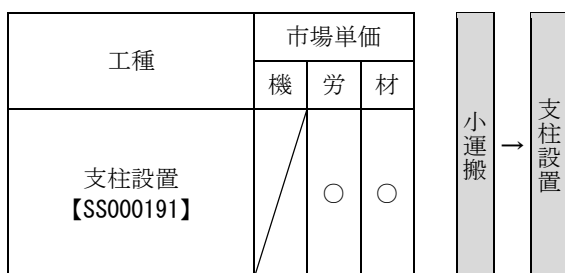 工種
市場単価
機 労 材
支柱設置
【SS000191】
○ ○
小運搬
→
支柱設置